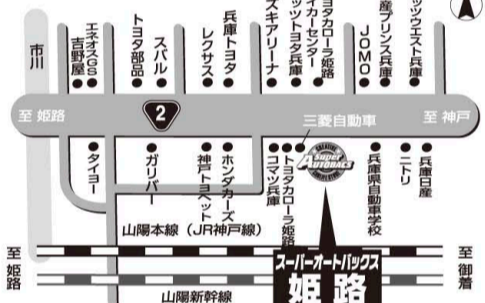 市川
エネオスGS
吉野家
トヨタ部品
スバル
レクサス
兵庫トヨタ
ズキアリーナ
ッツトヨタ兵庫
イカーセンター
ヨタカローラ姫路
JOMO
産プリンス兵庫
ッツウエスト兵庫
至 姫路
2
三菱自動車
至 神戸
タイヨー
ガリバー
神戸トヨペット
ホンダカーズ
コマツ兵庫
トヨタカローラ姫路
Super
AUTOBACS
兵庫県自動車学校
ニトリ
兵庫日産
山陽本線(JR神戸線)
至 姫路
至 御着
山陽新幹線
スーパーオートバックス
姫路